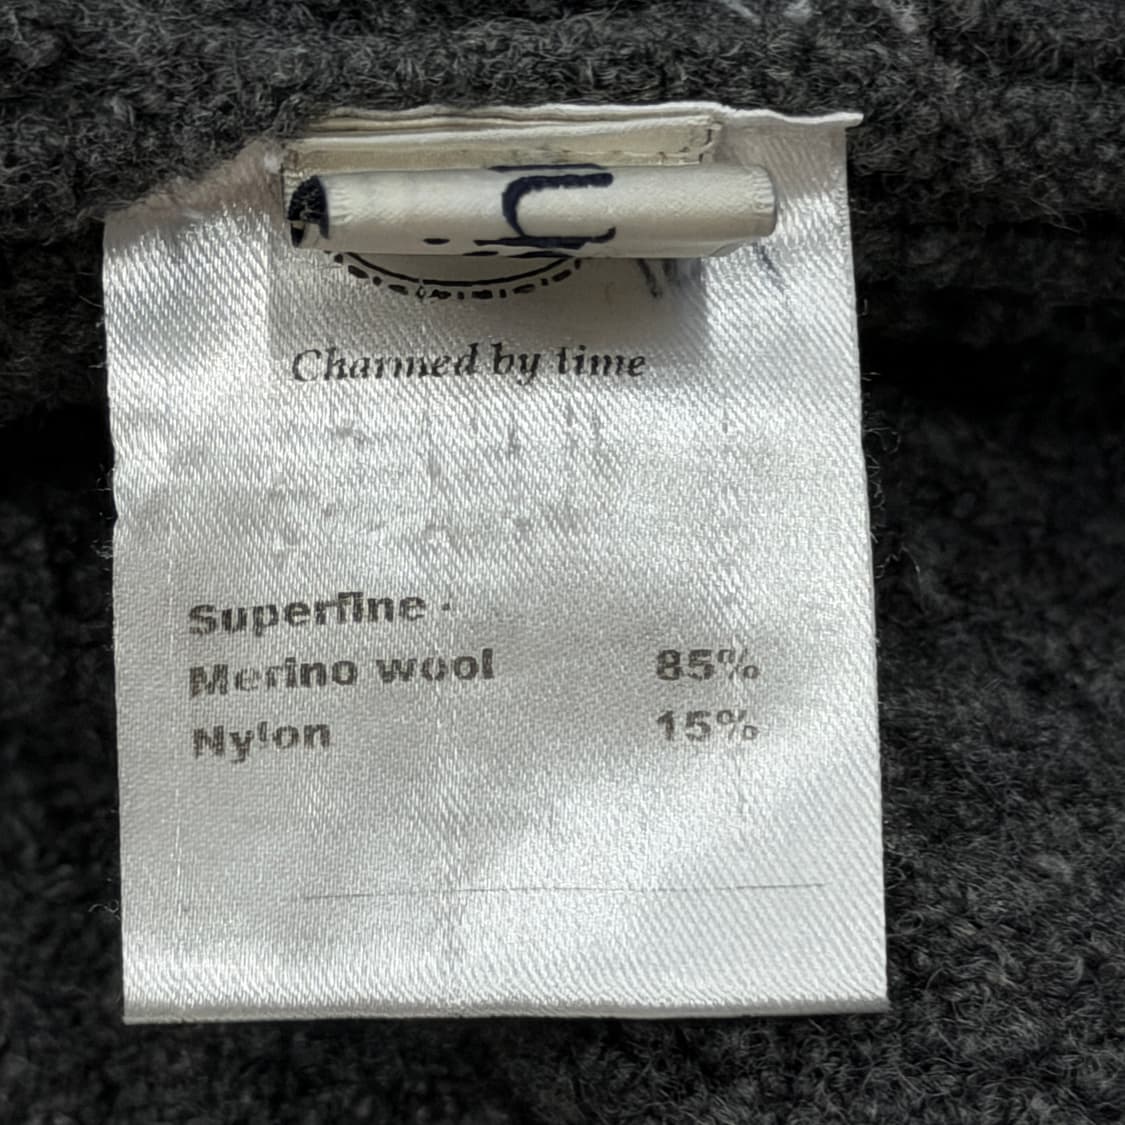 Charmed by time
Superfine
Merino wool 85%
Nylon 15%